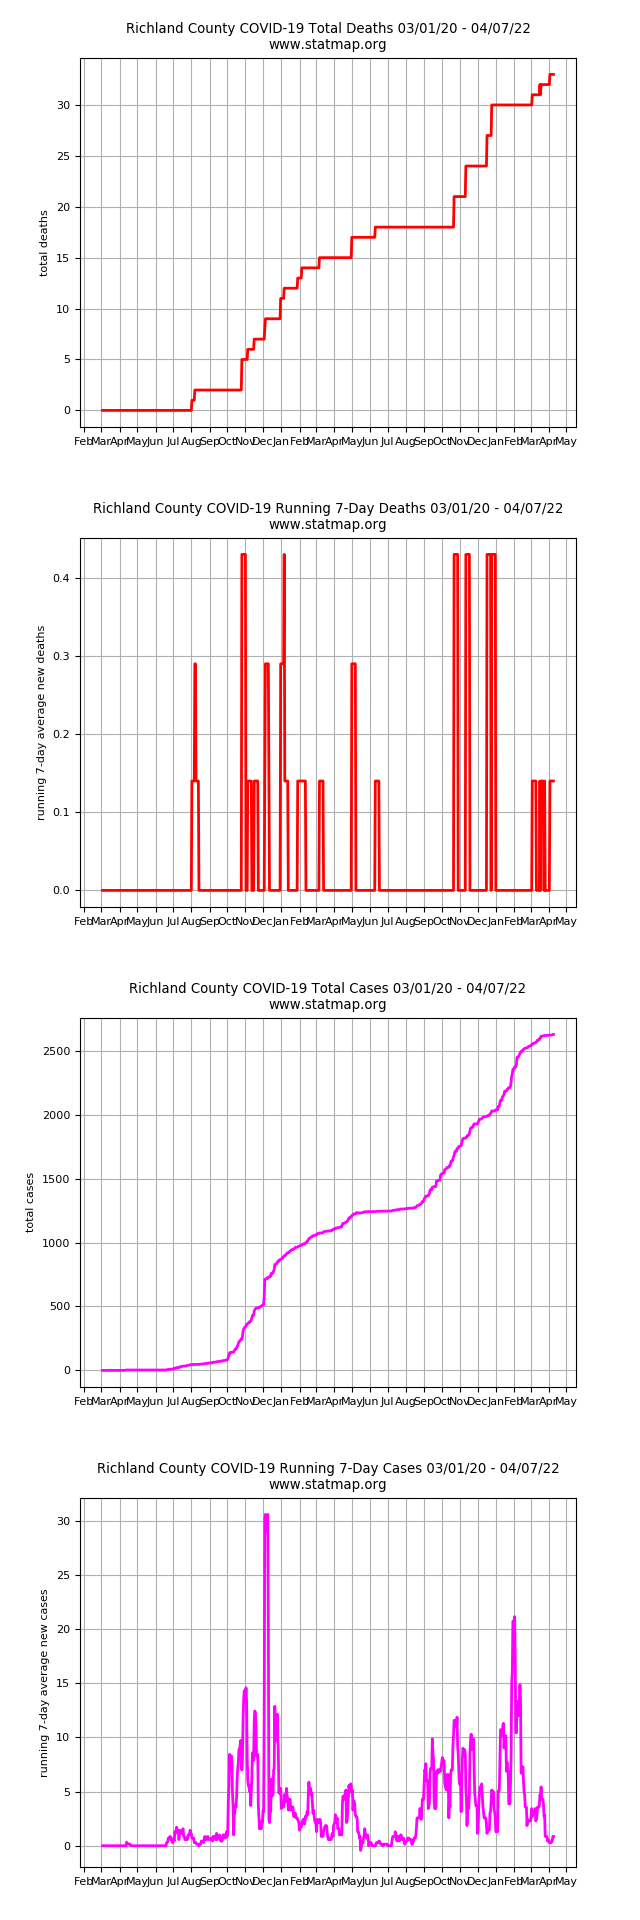 Richland County COVID-19 Total Deaths 03/01/20 - 04/07/22
www.statmap.org
total deaths
30
25
20
15
10
5
0
Feb Mar Apr May Jun Jul Aug Sep Oct Nov Dec Jan Feb Mar Apr May Jun Jul Aug Sep Oct Nov Dec Jan Feb Mar Apr May
Richland County COVID-19 Running 7-Day Deaths 03/01/20 - 04/07/22
www.statmap.org
running 7-day average new deaths
0.4
0.3
0.2
0.1
0.0
Feb Mar Apr May Jun Jul Aug Sep Oct Nov Dec Jan Feb Mar Apr May Jun Jul Aug Sep Oct Nov Dec Jan Feb Mar Apr May
Richland County COVID-19 Total Cases 03/01/20 - 04/07/22
www.statmap.org
total cases
2500
2000
1500
1000
500
0
Feb Mar Apr May Jun Jul Aug Sep Oct Nov Dec Jan Feb Mar Apr May Jun Jul Aug Sep Oct Nov Dec Jan Feb Mar Apr May
Richland County COVID-19 Running 7-Day Cases 03/01/20 - 04/07/22
www.statmap.org
running 7-day average new cases
30
25
20
15
10
5
0
Feb Mar Apr May Jun Jul Aug Sep Oct Nov Dec Jan Feb Mar Apr May Jun Jul Aug Sep Oct Nov Dec Jan Feb Mar Apr May